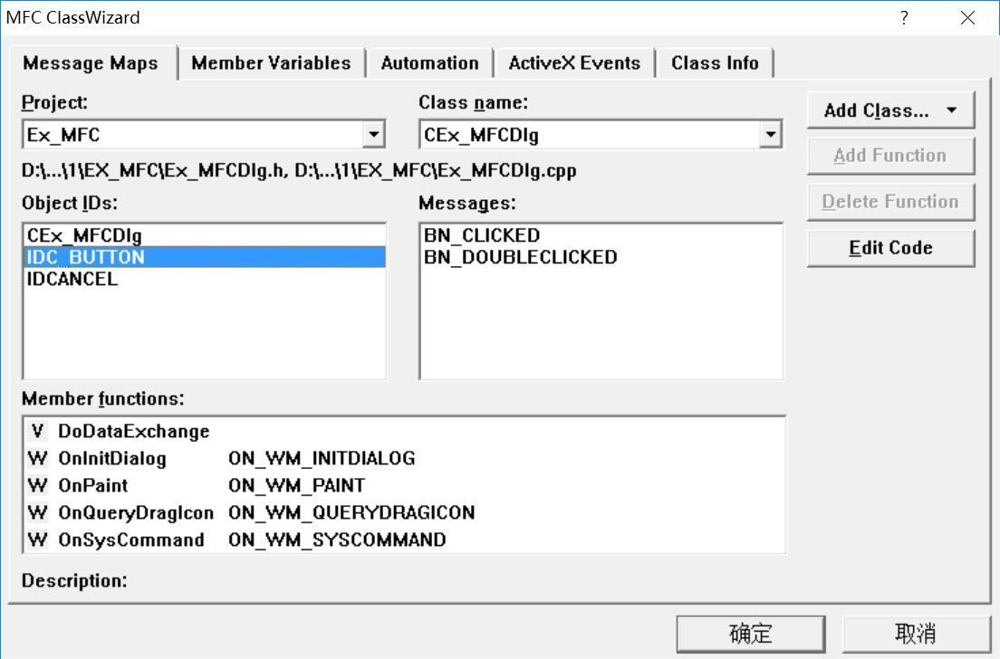 MFC ClassWizard
?
Message Maps
Member Variables
Automation
ActiveX Events
Class Info
Project:
Class name:
Add Class...
Ex_MFC
CEx_MFCDlg
Add Function
D:\...\1\EX_MFC\Ex_MFCDlg.h, D:\...\1\EX_MFC\Ex_MFCDlg.cpp
Object IDs:
Messages:
Delete Function
CEx_MFCDlg
IDC_BUTTON
IDCANCEL
BN_CLICKED
BN_DOUBLECLICKED
Edit Code
Member functions:
V DoDataExchange
W OnInitDialog ON_WM_INITDIALOG
W OnPaint ON_WM_PAINT
W OnQueryDragIcon ON_WM_QUERYDRAGICON
W OnSysCommand ON_WM_SYSCOMMAND
Description:
确定
取消